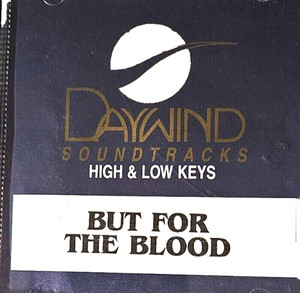 DAYWIND
SOUNDTRACKS
HIGH & LOW KEYS
BUT FOR
THE BLOOD